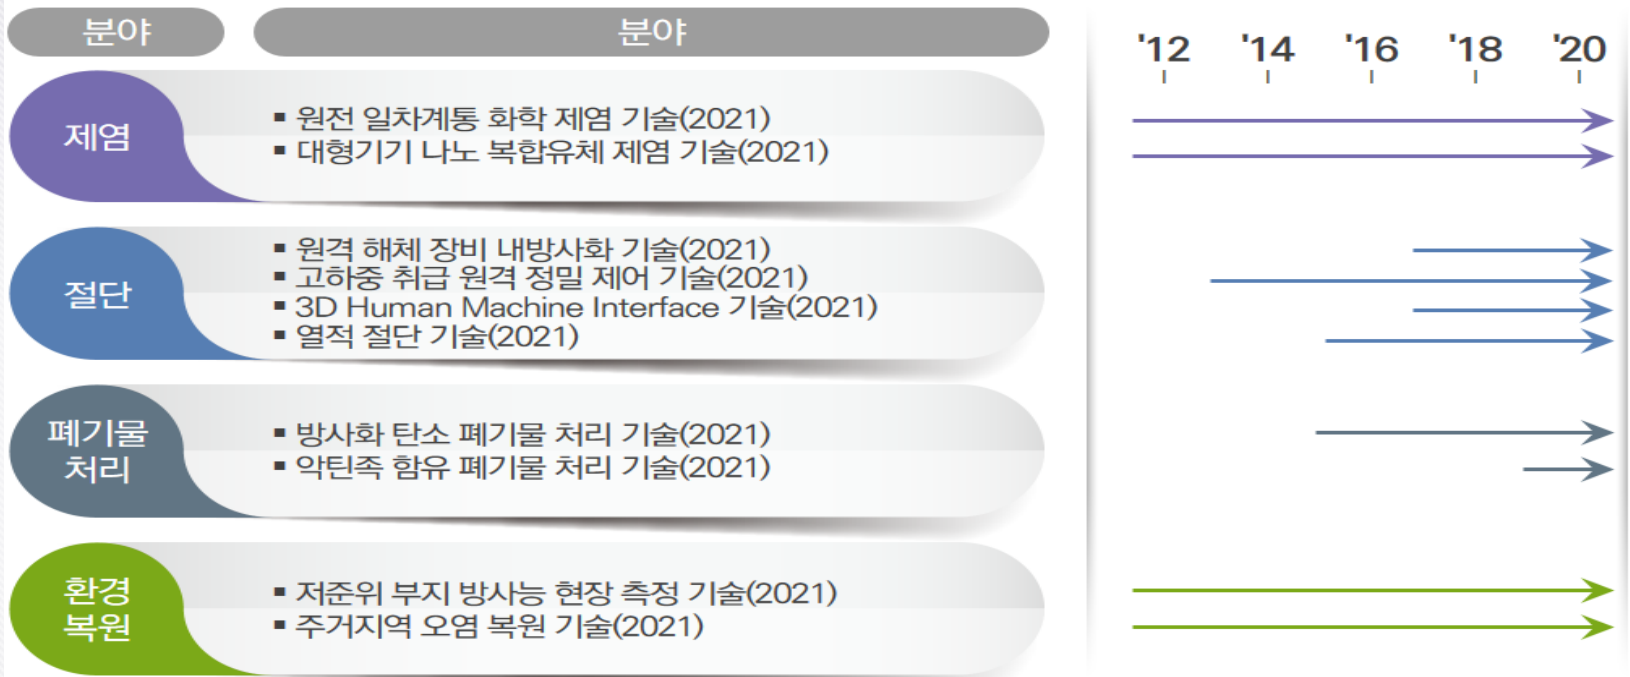 분야
분야
'12 '14 '16 '18 '20
제염
▪ 원전 일차계통 화학 제염 기술(2021)
▪ 대형기기 나노 복합유체 제염 기술(2021)
절단
▪ 원격 해체 장비 내방사화 기술(2021)
▪ 고하중 취급 원격 정밀 제어 기술(2021)
▪ 3D Human Machine Interface 기술(2021)
▪ 열적 절단 기술(2021)
폐기물
처리
▪ 방사화 탄소 폐기물 처리 기술(2021)
▪ 악틴족 함유 폐기물 처리 기술(2021)
환경
복원
▪ 저준위 부지 방사능 현장 측정 기술(2021)
▪ 주거지역 오염 복원 기술(2021)